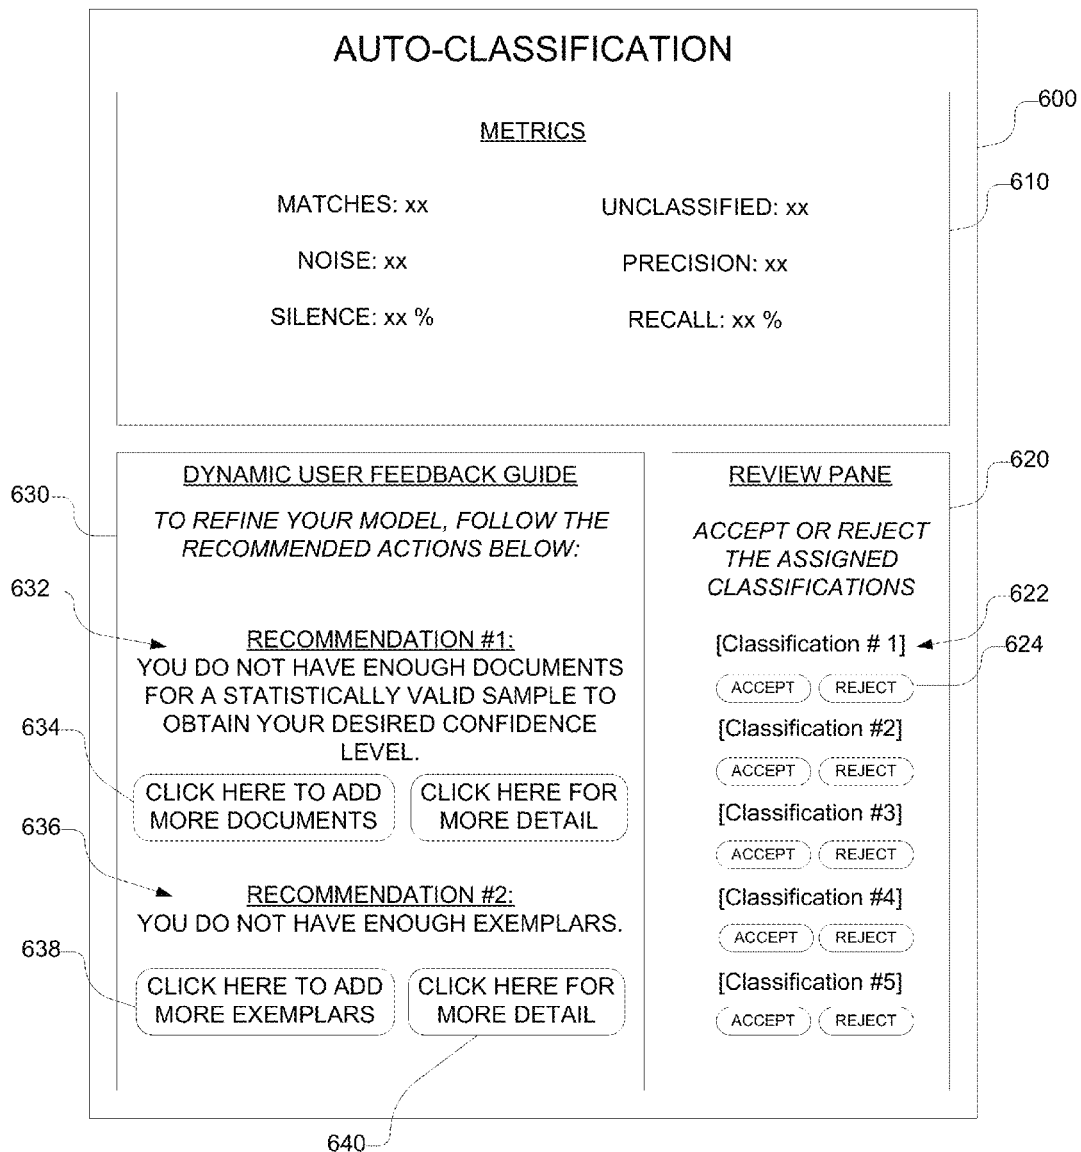 AUTO-CLASSIFICATION
600
METRICS
610
MATCHES: xx
UNCLASSIFIED: xx
NOISE: xx
PRECISION: xx
SILENCE: xx %
RECALL: xx %
630
DYNAMIC USER FEEDBACK GUIDE
TO REFINE YOUR MODEL, FOLLOW THE
RECOMMENDED ACTIONS BELOW:
632
RECOMMENDATION #1:
YOU DO NOT HAVE ENOUGH DOCUMENTS
FOR A STATISTICALLY VALID SAMPLE TO
OBTAIN YOUR DESIRED CONFIDENCE
LEVEL.
634
CLICK HERE TO ADD
MORE DOCUMENTS
CLICK HERE FOR
MORE DETAIL
636
RECOMMENDATION #2:
YOU DO NOT HAVE ENOUGH EXEMPLARS.
638
CLICK HERE TO ADD
MORE EXEMPLARS
CLICK HERE FOR
MORE DETAIL
640
620
REVIEW PANE
ACCEPT OR REJECT
THE ASSIGNED
CLASSIFICATIONS
622
[Classification # 1]
624
ACCEPT REJECT
[Classification #2]
ACCEPT REJECT
[Classification #3]
ACCEPT REJECT
[Classification #4]
ACCEPT REJECT
[Classification #5]
ACCEPT REJECT